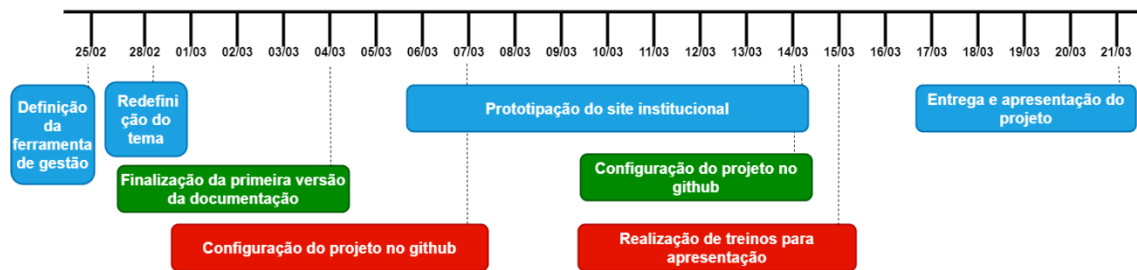 25/02 28/02 01/03 02/03 03/03 04/03 05/03 06/03 07/03 08/03 09/03 10/03 11/03 12/03 13/03 14/03 15/03 16/03 17/03 18/03 19/03 20/03 21/03
Definição
da
ferramenta
de gestão
Redefini
ção do
tema
Prototipação do site institucional
Entrega e apresentação do
projeto
Finalização da primeira versão
da documentação
Configuração do projeto no
github
Configuração do projeto no github
Realização de treinos para
apresentação